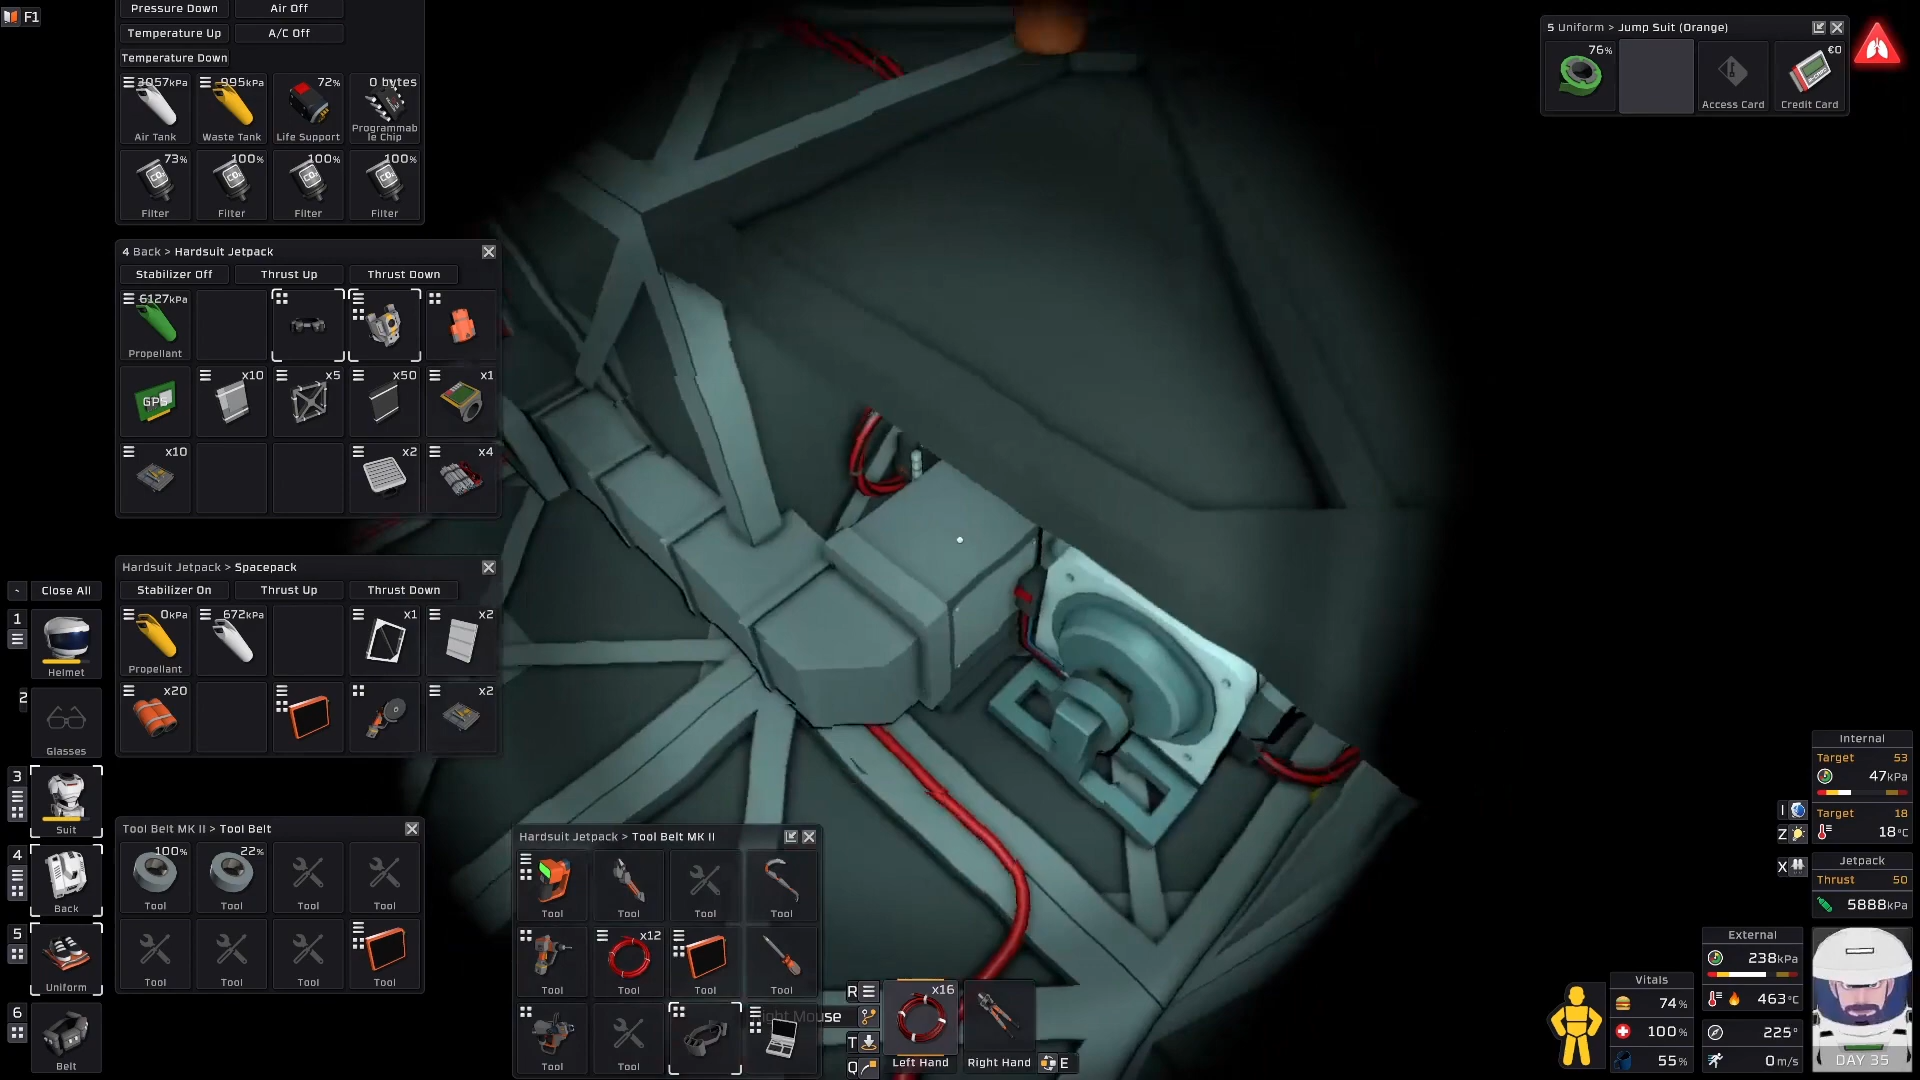 F1
Pressure Down
Air Off
Temperature Up
A/C Off
Temperature Down
3057kPa
Air Tank
995kPa
Waste Tank
72%
Life Support
0 bytes
Programmab
le Chip
73%
Filter
100%
Filter
100%
Filter
100%
Filter
4 Back > Hardsuit Jetpack
Stabilizer Off
Thrust Up
Thrust Down
6127kPa
Propellant
GPS
x10
x5
x50
x1
x10
x2
x4
Hardsuit Jetpack > Spacepack
Stabilizer On
Thrust Up
Thrust Down
0kPa
Propellant
672kPa
x1
x2
x20
x2
~
Close All
1
Helmet
2
Glasses
3
Suit
4
Back
5
Uniform
6
Belt
Tool Belt MK II > Tool Belt
100%
Tool
22%
Tool
Tool
Tool
Tool
Tool
Tool
Tool
Hardsuit Jetpack > Tool Belt MK II
Tool
Tool
Tool
Tool
Tool
x12
Tool
Tool
Tool
Tool
Tool
R
ight Mouse
T
Q
x16
Left Hand
Right Hand
E
5 Uniform > Jump Suit (Orange)
76%
Access Card
€0
Credit Card
Internal
Target 53
47kPa
Target 18
18°C
I
Z
X
Jetpack
Thrust 50
5888kPa
External
238kPa
463°C
225°
0m/s
Vitals
74%
100%
55%
DAY 35